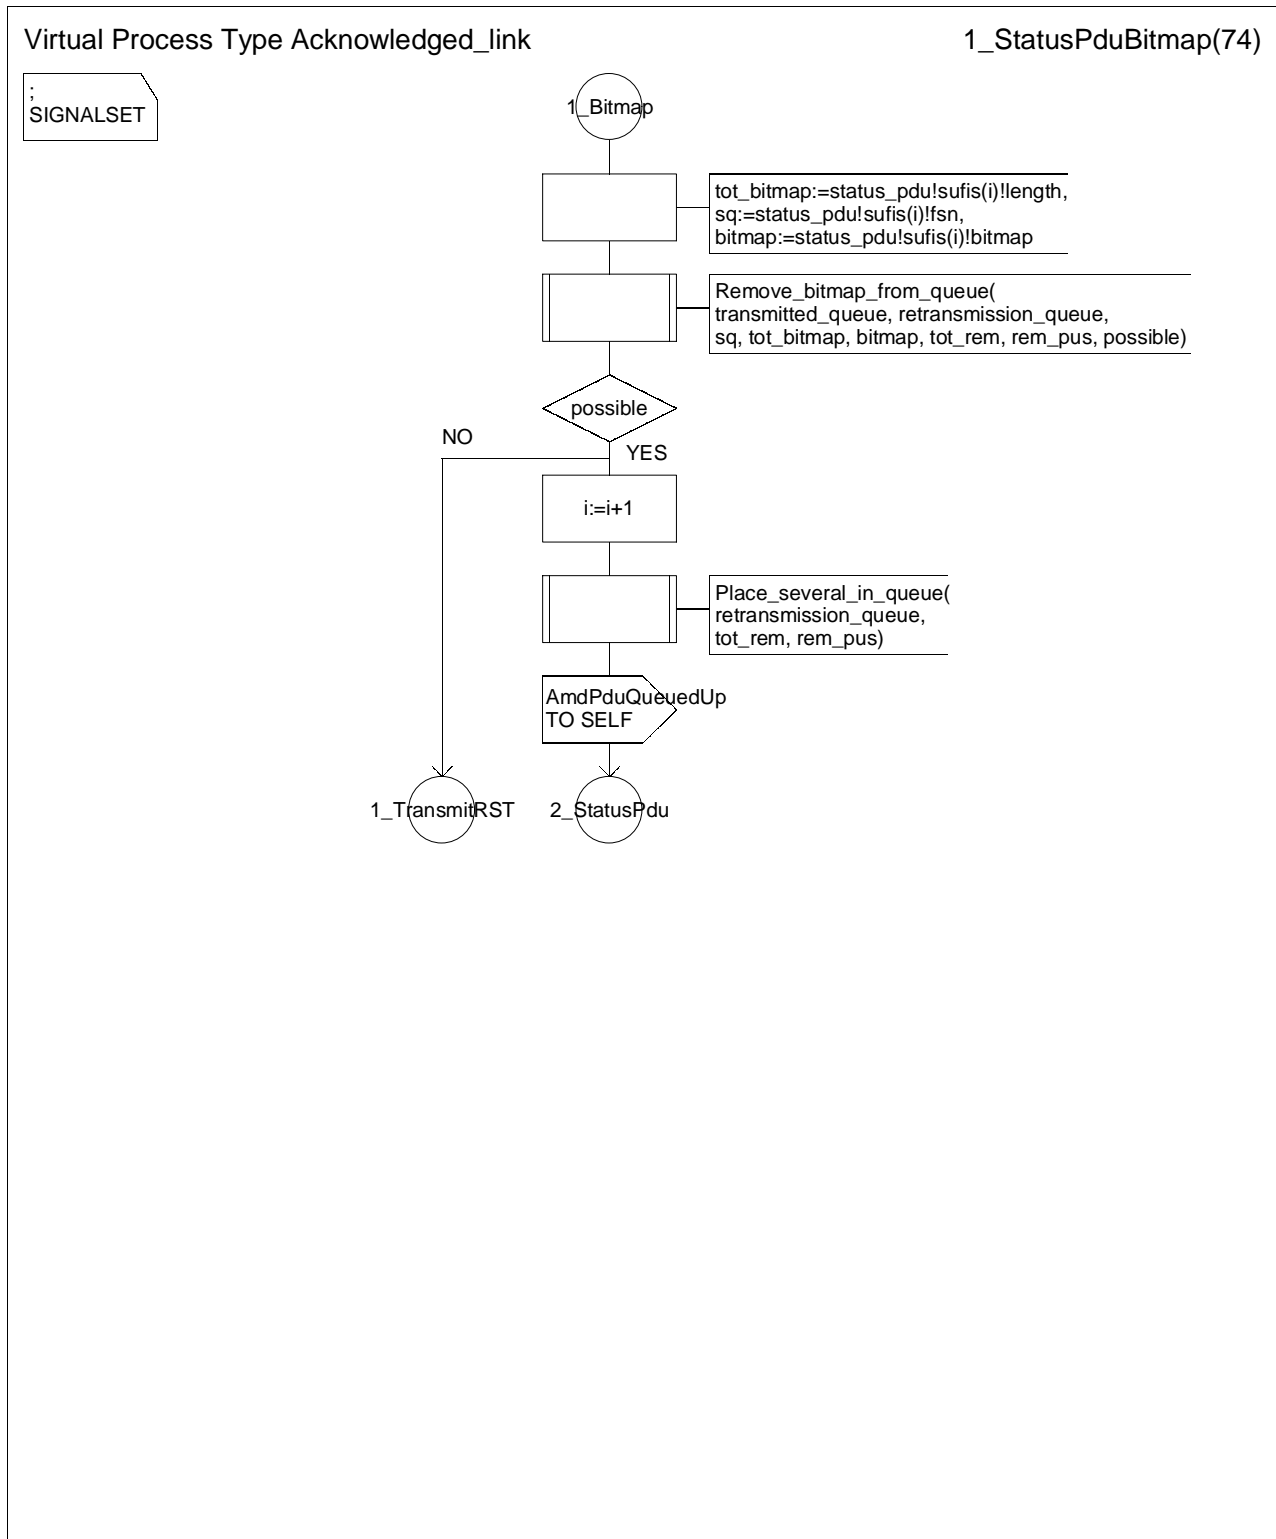 Virtual Process Type Acknowledged_link
1_StatusPduBitmap(74)
;
SIGNALSET
1_Bitmap
tot_bitmap:=status_pdu!sufis(i)!length,
sq:=status_pdu!sufis(i)!fsn,
bitmap:=status_pdu!sufis(i)!bitmap
Remove_bitmap_from_queue(
transmitted_queue, retransmission_queue,
sq, tot_bitmap, bitmap, tot_rem, rem_pus, possible)
possible
NO
YES
i:=i+1
Place_several_in_queue(
retransmission_queue,
tot_rem, rem_pus)
AmdPduQueuedUp
TO SELF
1_TransmitRST
2_StatusPdu